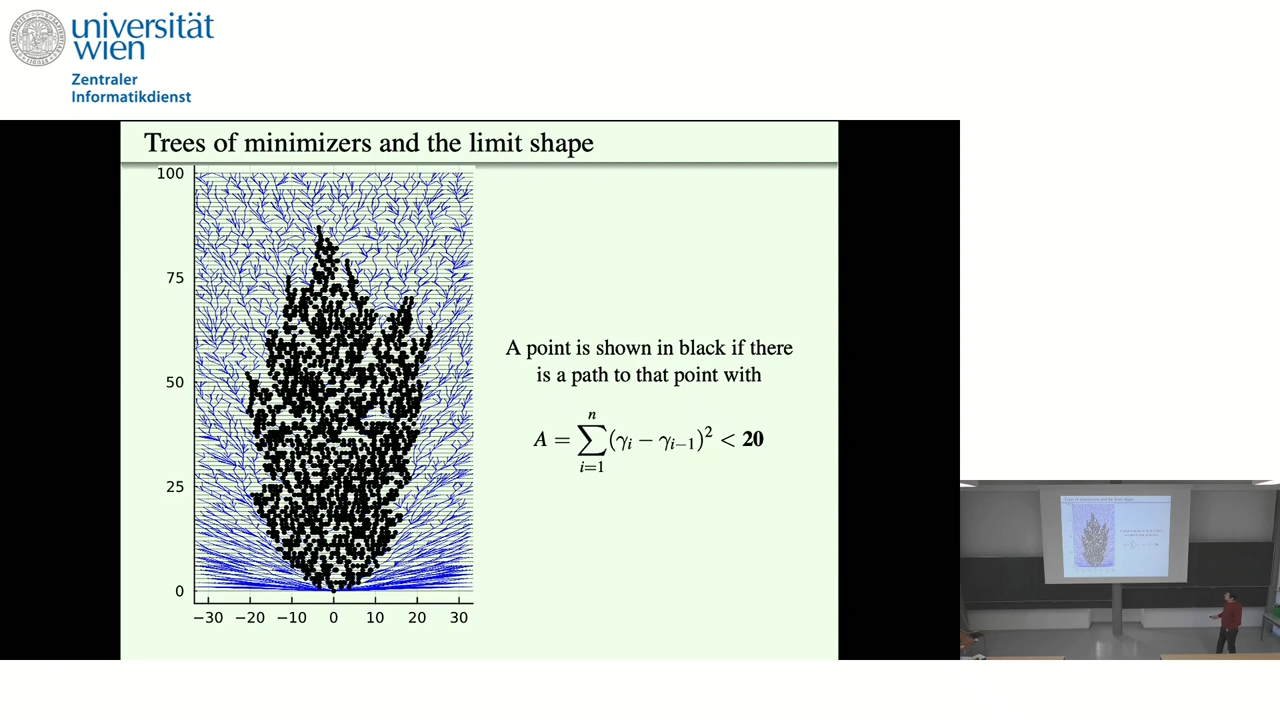 universität
wien
Zentraler
Informatikdienst
Trees of minimizers and the limit shape
100
75
50
25
0
−30 −20 −10 0 10 20 30
A point is shown in black if there
is a path to that point with
A = ∑_{i=1}^{n} (γ_i − γ_{i−1})² < 20